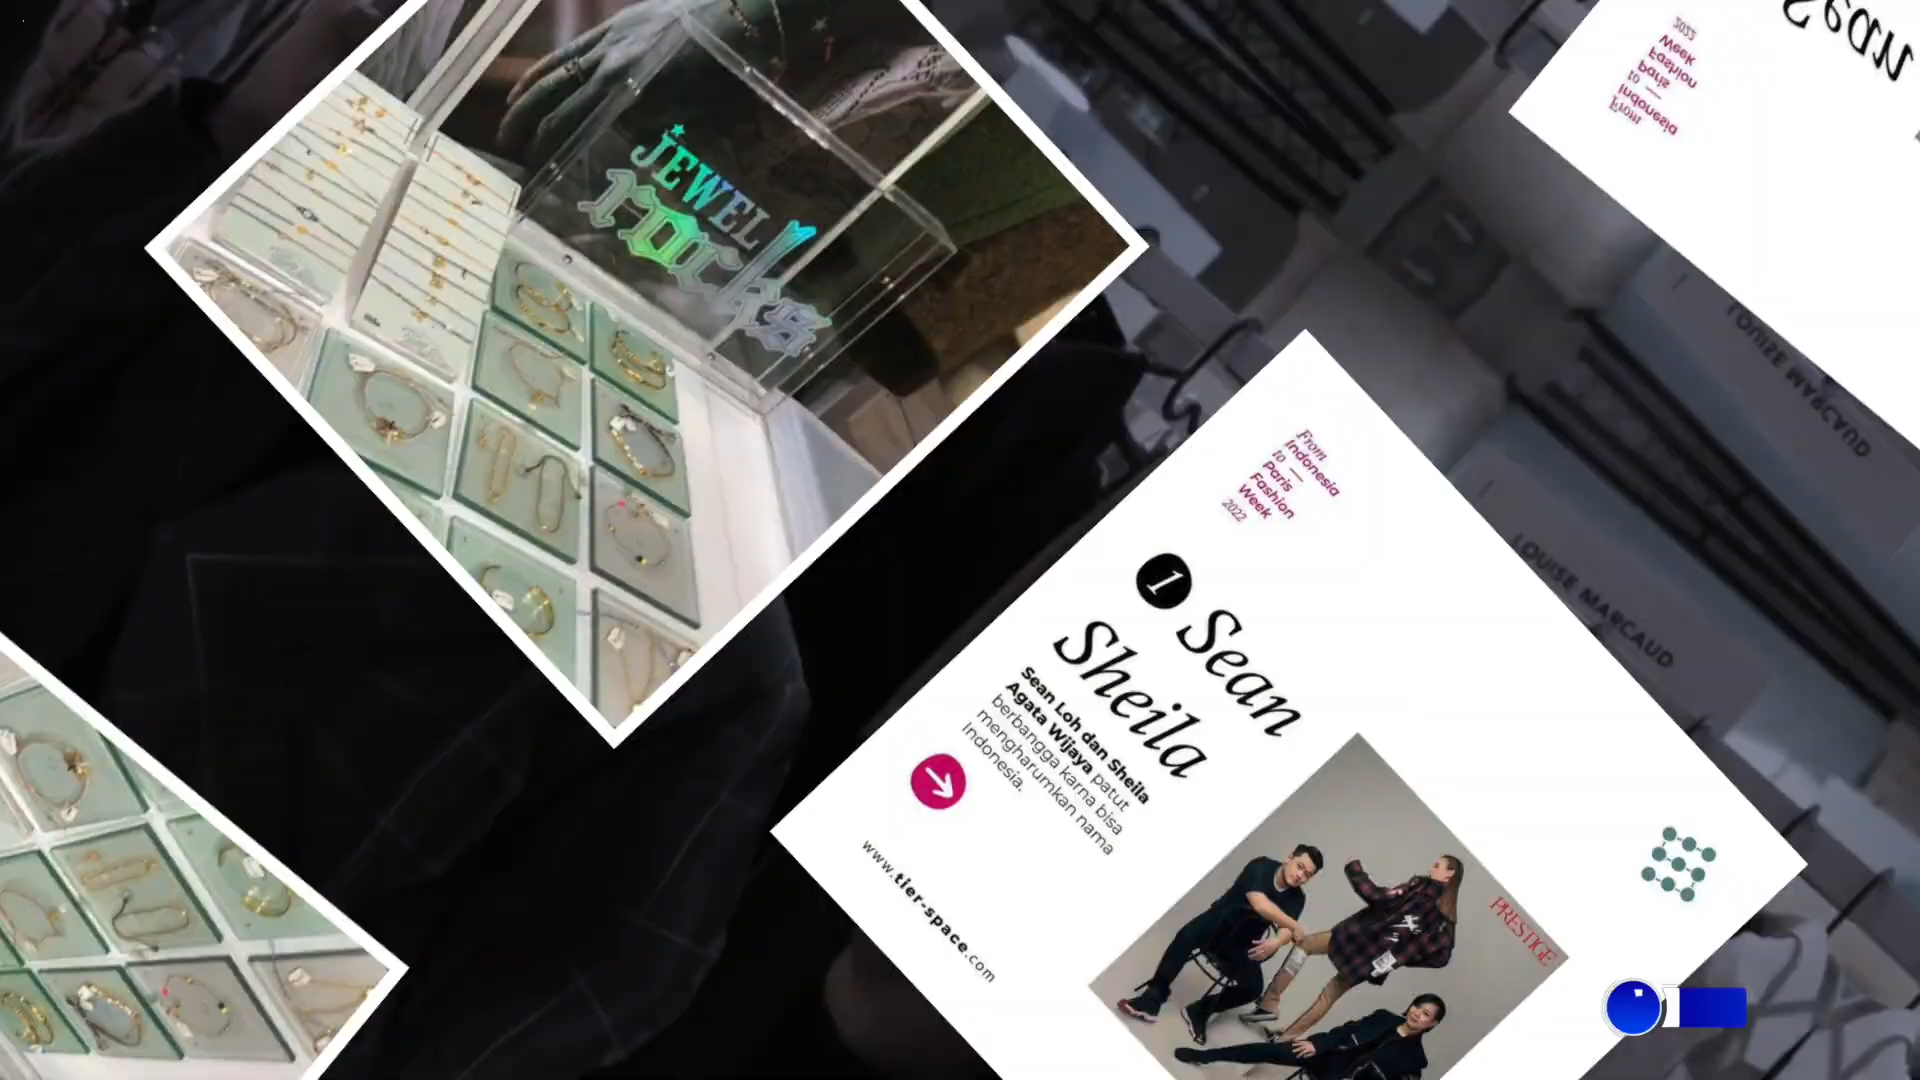 JEWEL
rocks
From
Indonesia
to —
Paris
Fashion
Week
2022
1 Sean
Sheila
Sean Loh dan Sheila
Agata Wijaya patut
berbangga karna bisa
mengharumkan nama
Indonesia.
www.tier-space.com
PRESTIGE
LOUISE MARCAUD
LOUISE MARCAUD
From
Indonesia
to —
Paris
Fashion
Week
2022